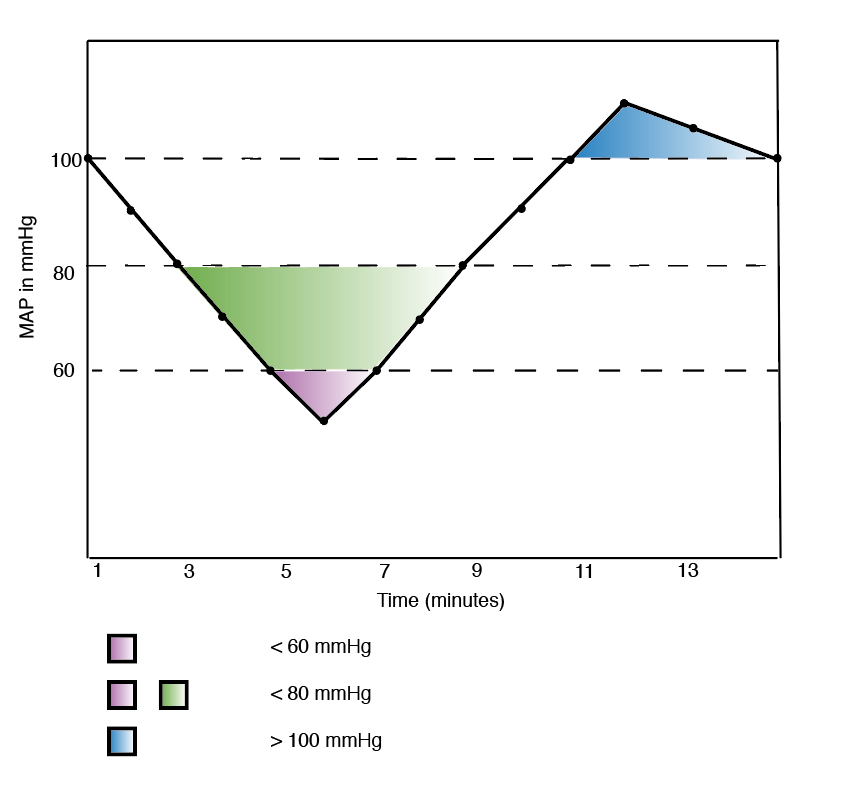 100
80
60
MAP in mmHg
1 3 5 7 9 11 13
Time (minutes)
< 60 mmHg
< 80 mmHg
> 100 mmHg